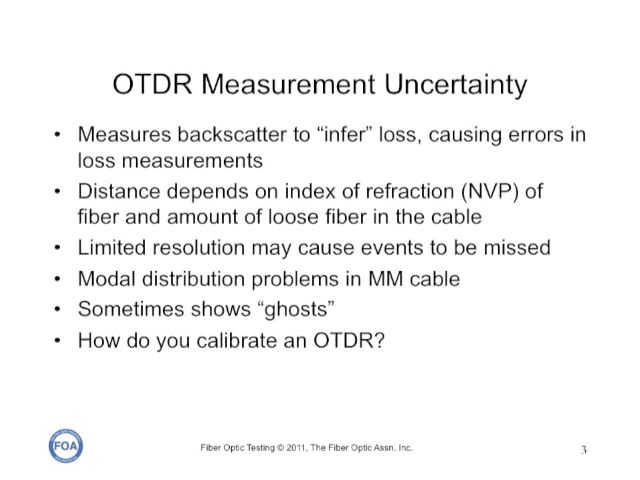 OTDR Measurement Uncertainty
• Measures backscatter to “infer” loss, causing errors in
loss measurements
• Distance depends on index of refraction (NVP) of
fiber and amount of loose fiber in the cable
• Limited resolution may cause events to be missed
• Modal distribution problems in MM cable
• Sometimes shows “ghosts”
• How do you calibrate an OTDR?
FOA
Fiber Optic Testing © 2011, The Fiber Optic Assn. Inc.
3